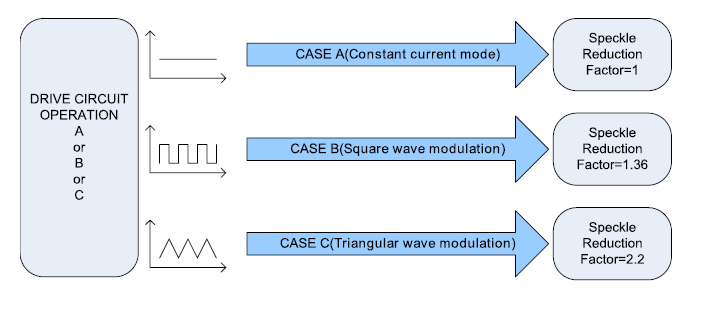 DRIVE CIRCUIT
OPERATION
A
or
B
or
C
CASE A(Constant current mode)
Speckle
Reduction
Factor=1
CASE B(Square wave modulation)
Speckle
Reduction
Factor=1.36
CASE C(Triangular wave modulation)
Speckle
Reduction
Factor=2.2